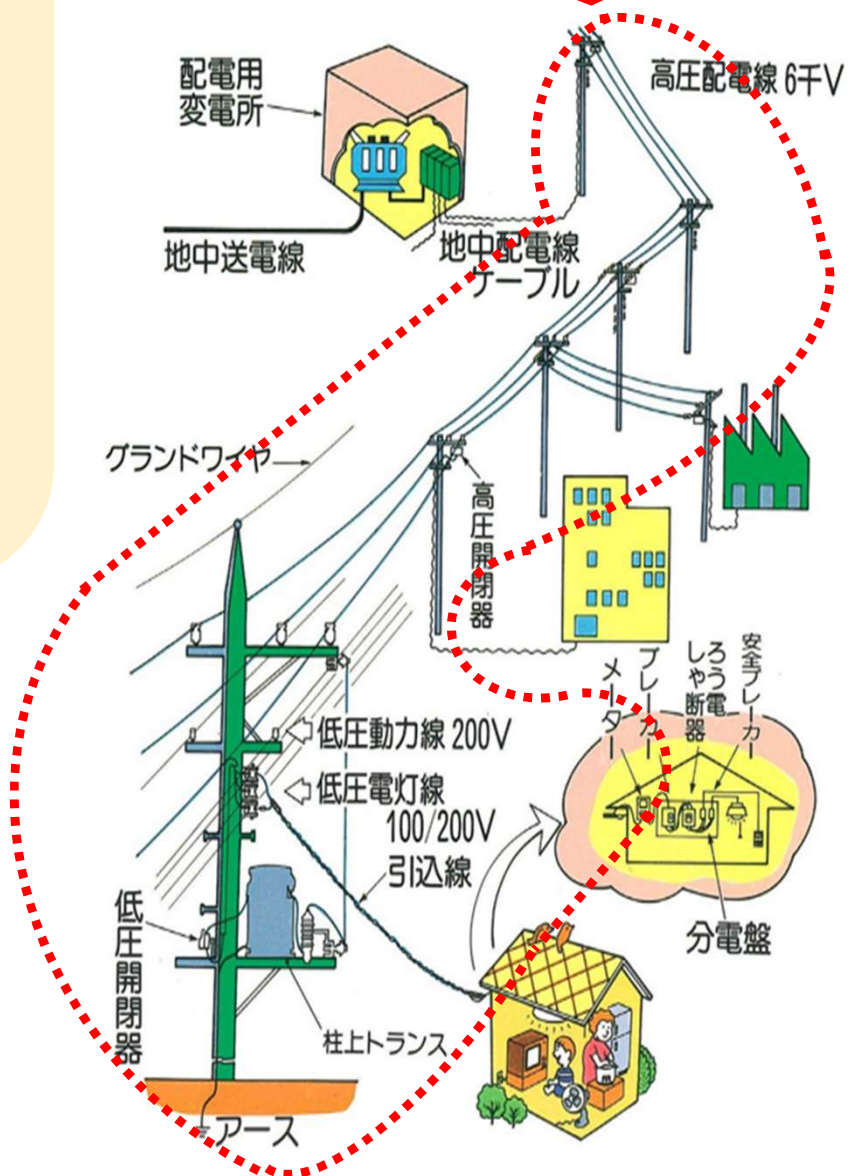 配電用
変電所
高圧配電線 6千V
地中送電線
地中配電線
ケーブル
グランドワイヤ
高圧開閉器
低圧動力線 200V
低圧電灯線
100/200V
引込線
メーター
ブレーカー
ろう電
しゃ断器
安全ブレーカ
分電盤
低圧開閉器
柱上トランス
アース